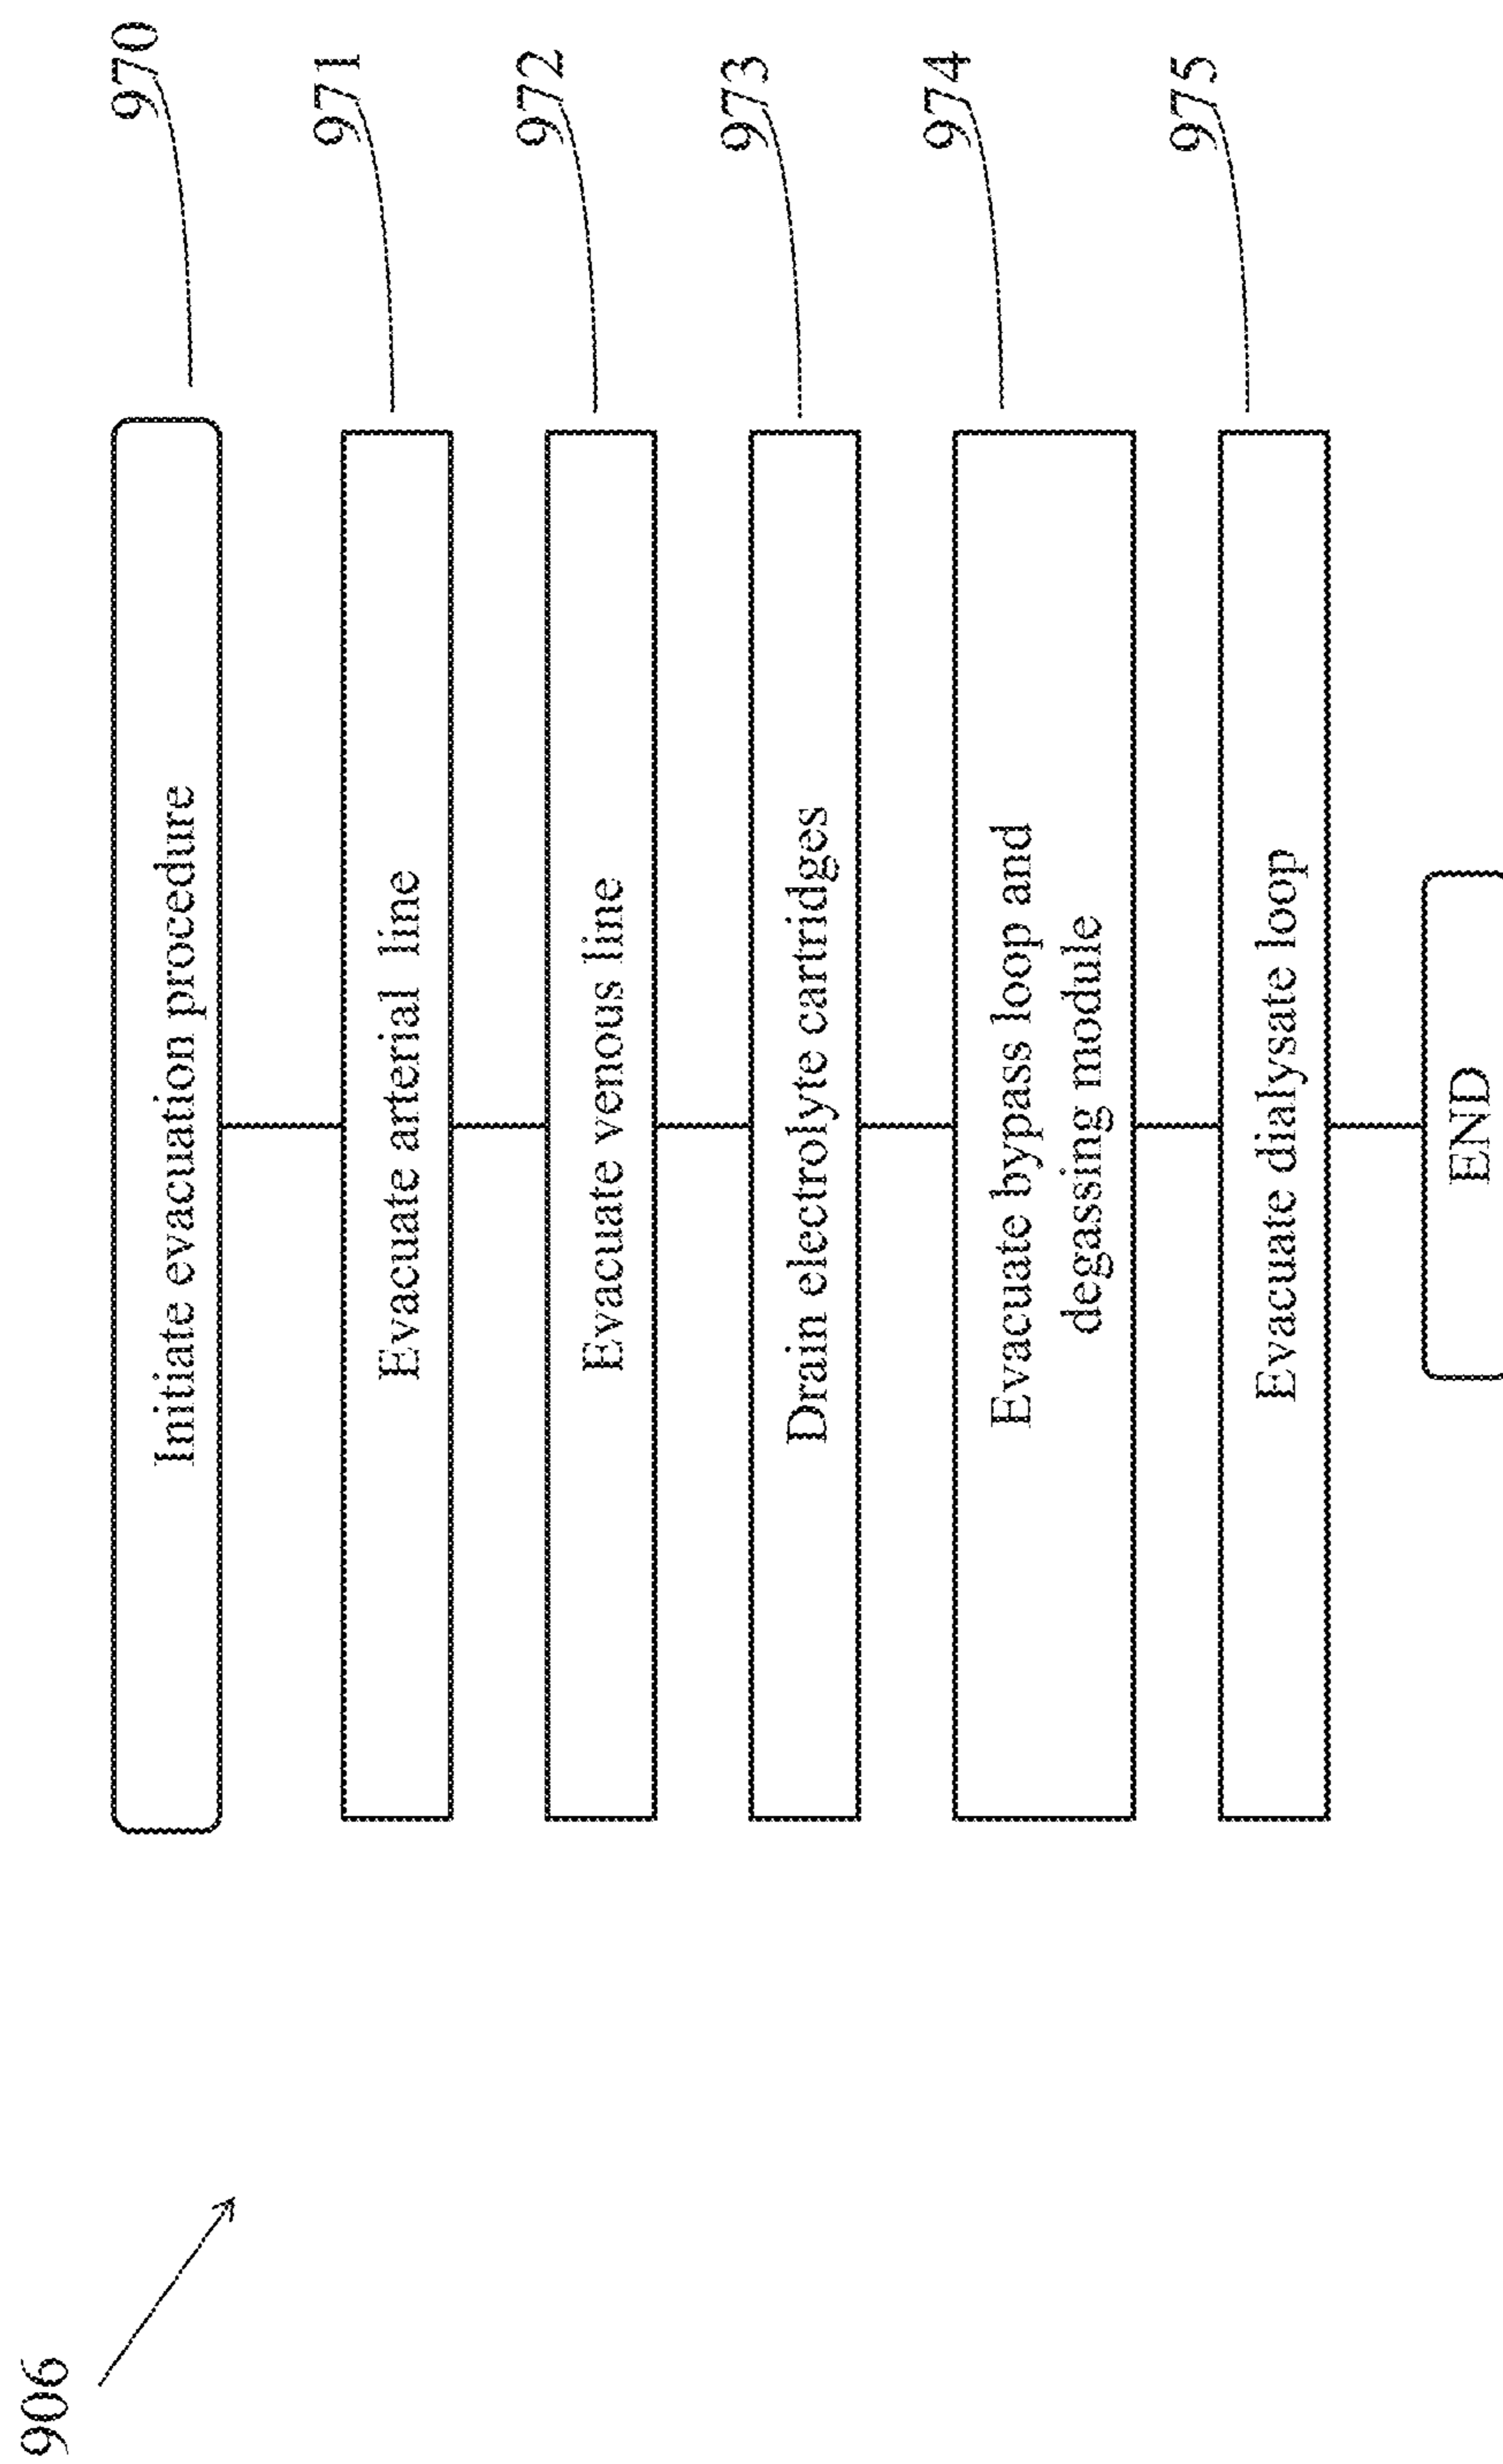 906
Initiate evacuation procedure
970
Evacuate arterial line
971
Evacuate venous line
972
Drain electrolyte cartridges
973
Evacuate bypass loop and
degassing module
974
Evacuate dialysate loop
975
END